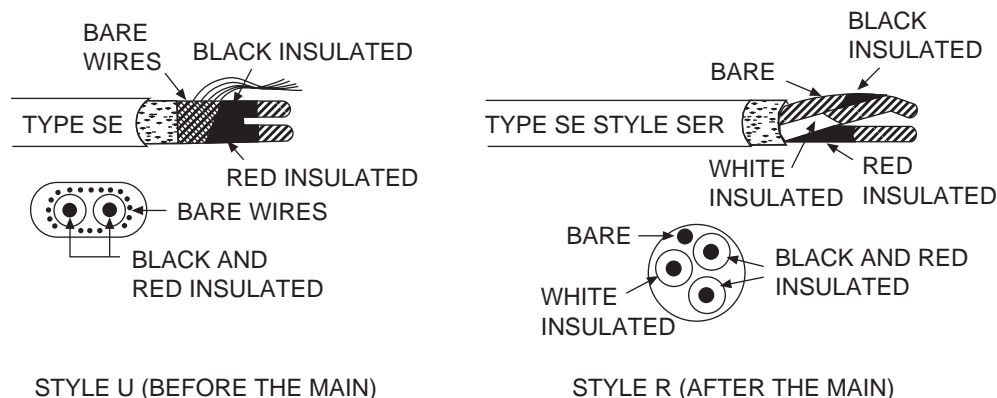 BARE
WIRES
BLACK INSULATED
TYPE SE
RED INSULATED
BARE WIRES
BLACK AND
RED INSULATED
STYLE U (BEFORE THE MAIN)
BLACK
INSULATED
BARE
TYPE SE STYLE SER
WHITE
INSULATED
RED
INSULATED
BARE
BLACK AND RED
INSULATED
WHITE
INSULATED
STYLE R (AFTER THE MAIN)